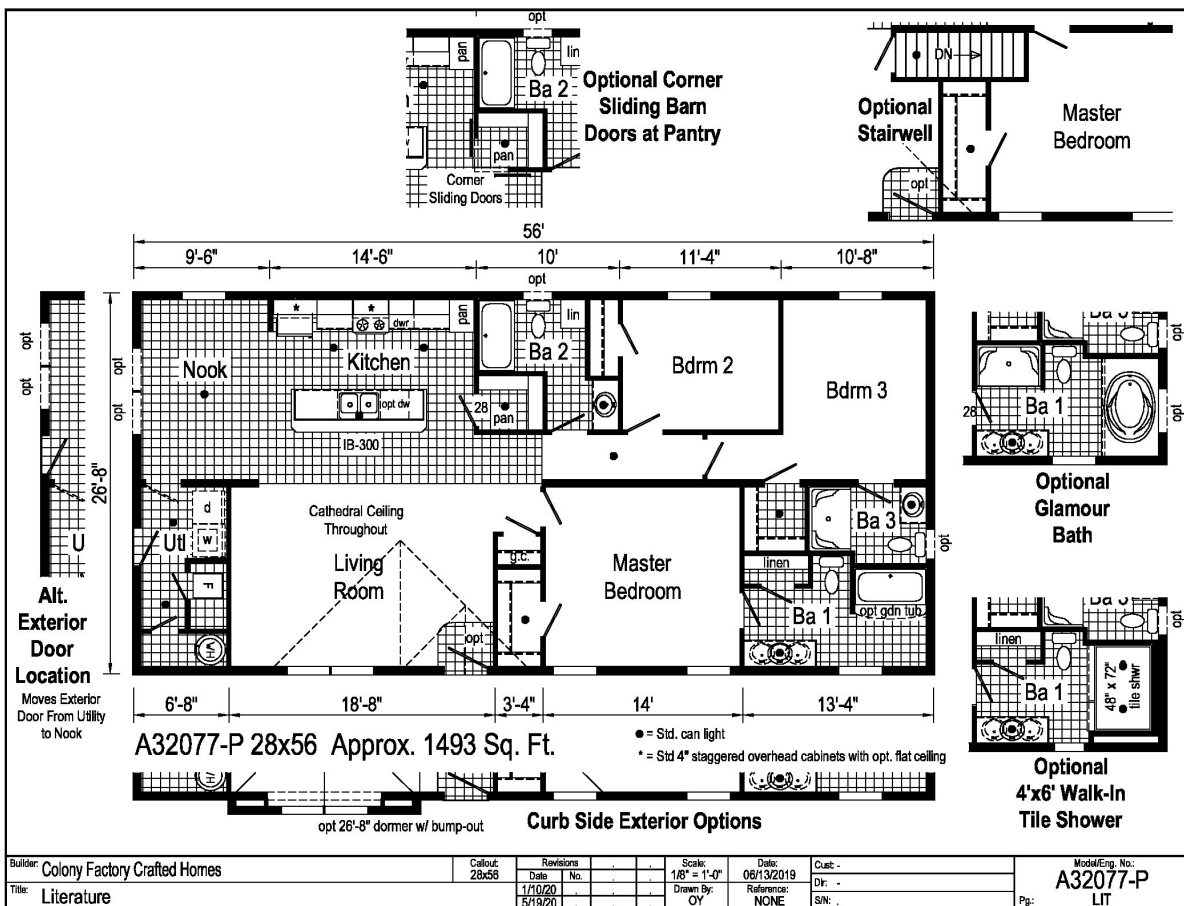 opt
pan
lin
Ba 2
pan
Corner
Sliding Doors
Optional Corner
Sliding Barn
Doors at Pantry
DN
Optional
Stairwell
Master
Bedroom
opt
56'
9'-6"
14'-6"
10'
11'-4"
10'-8"
opt
26'-8"
opt
opt
U
Alt.
Exterior
Door
Location
Moves Exterior
Door From Utility
to Nook
opt
opt
Nook
*
*
dwr
pan
Kitchen
opt dw
IB-300
28
pan
Ba 2
lin
Bdrm 2
Bdrm 3
d
w
Utl
F
WH
Cathedral Ceiling
Throughout
Living
Room
opt
g.c.
Master
Bedroom
linen
Ba 3
opt
Ba 1
opt gdn tub
6'-8"
18'-8"
3'-4"
14'
13'-4"
Ba 3
opt
28
Ba 1
opt
Optional
Glamour
Bath
Ba 3
opt
linen
Ba 1
48" x 72"
tile shwr
Optional
4'x6' Walk-In
Tile Shower
A32077-P 28x56 Approx. 1493 Sq. Ft.
● = Std. can light
* = Std 4" staggered overhead cabinets with opt. flat ceiling
WH
opt
opt 26'-8" dormer w/ bump-out
Curb Side Exterior Options
Builder: Colony Factory Crafted Homes
Title: Literature
Callout:
28x56
Revisions
Date No.
1/10/20
5/19/20
Scale:
1/8" = 1'-0"
Drawn By:
OY
Date:
06/13/2019
Reference:
NONE
Cust: -
Dlr: -
S/N: .
Model/Eng. No.:
A32077-P
Pg.: LIT